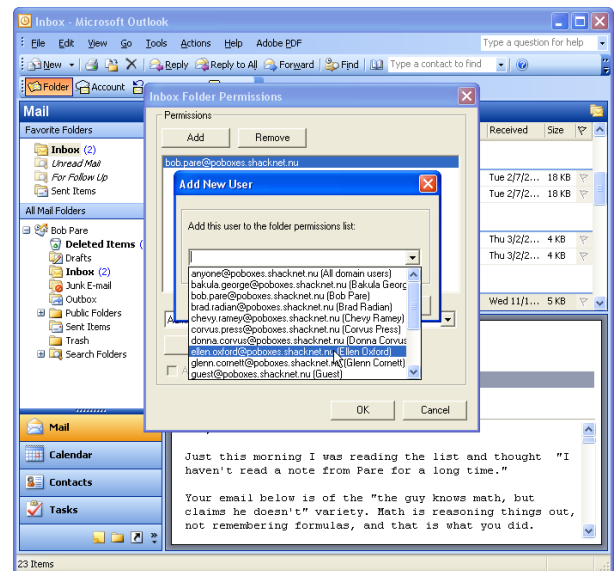 Inbox - Microsoft Outlook
File Edit View Go Tools Actions Help Adobe PDF Type a question for help
New Reply Reply to All Forward Find Type a contact to find
Folder Account
Inbox Folder Permissions
Mail
Favorite Folders
Inbox (2)
Unread Mail
For Follow Up
Sent Items
All Mail Folders
Bob Pare
Deleted Items (
Drafts
Inbox (2)
Junk E-mail
Outbox
Public Folders
Sent Items
Trash
Search Folders
Mail
Calendar
Contacts
Tasks
23 Items
Permissions
Add Remove
bob.pare@poboxes.shacknet.nu
Add New User
Add this user to the folder permissions list:
anyone@poboxes.shacknet.nu (All domain users)
bakula.george@poboxes.shacknet.nu (Bakula Georg
bob.pare@poboxes.shacknet.nu (Bob Pare)
brad.radian@poboxes.shacknet.nu (Brad Radian)
chevy.ramey@poboxes.shacknet.nu (Chevy Ramey)
corvus.press@poboxes.shacknet.nu (Corvus Press)
donna.corvus@poboxes.shacknet.nu (Donna Corvus
ellen.oxford@poboxes.shacknet.nu (Ellen Oxford)
glenn.cornett@poboxes.shacknet.nu (Glenn Cornett)
guest@poboxes.shacknet.nu (Guest)
OK Cancel
Received Size
Tue 2/7/2... 18 KB
Tue 2/7/2... 18 KB
Thu 3/2/2... 4 KB
Thu 3/2/2... 4 KB
Wed 11/1... 5 KB
Just this morning I was reading the list and thought "I
haven't read a note from Pare for a long time."
Your email below is of the "the guy knows math, but
claims he doesn't" variety. Math is reasoning things out,
not remembering formulas, and that is what you did.